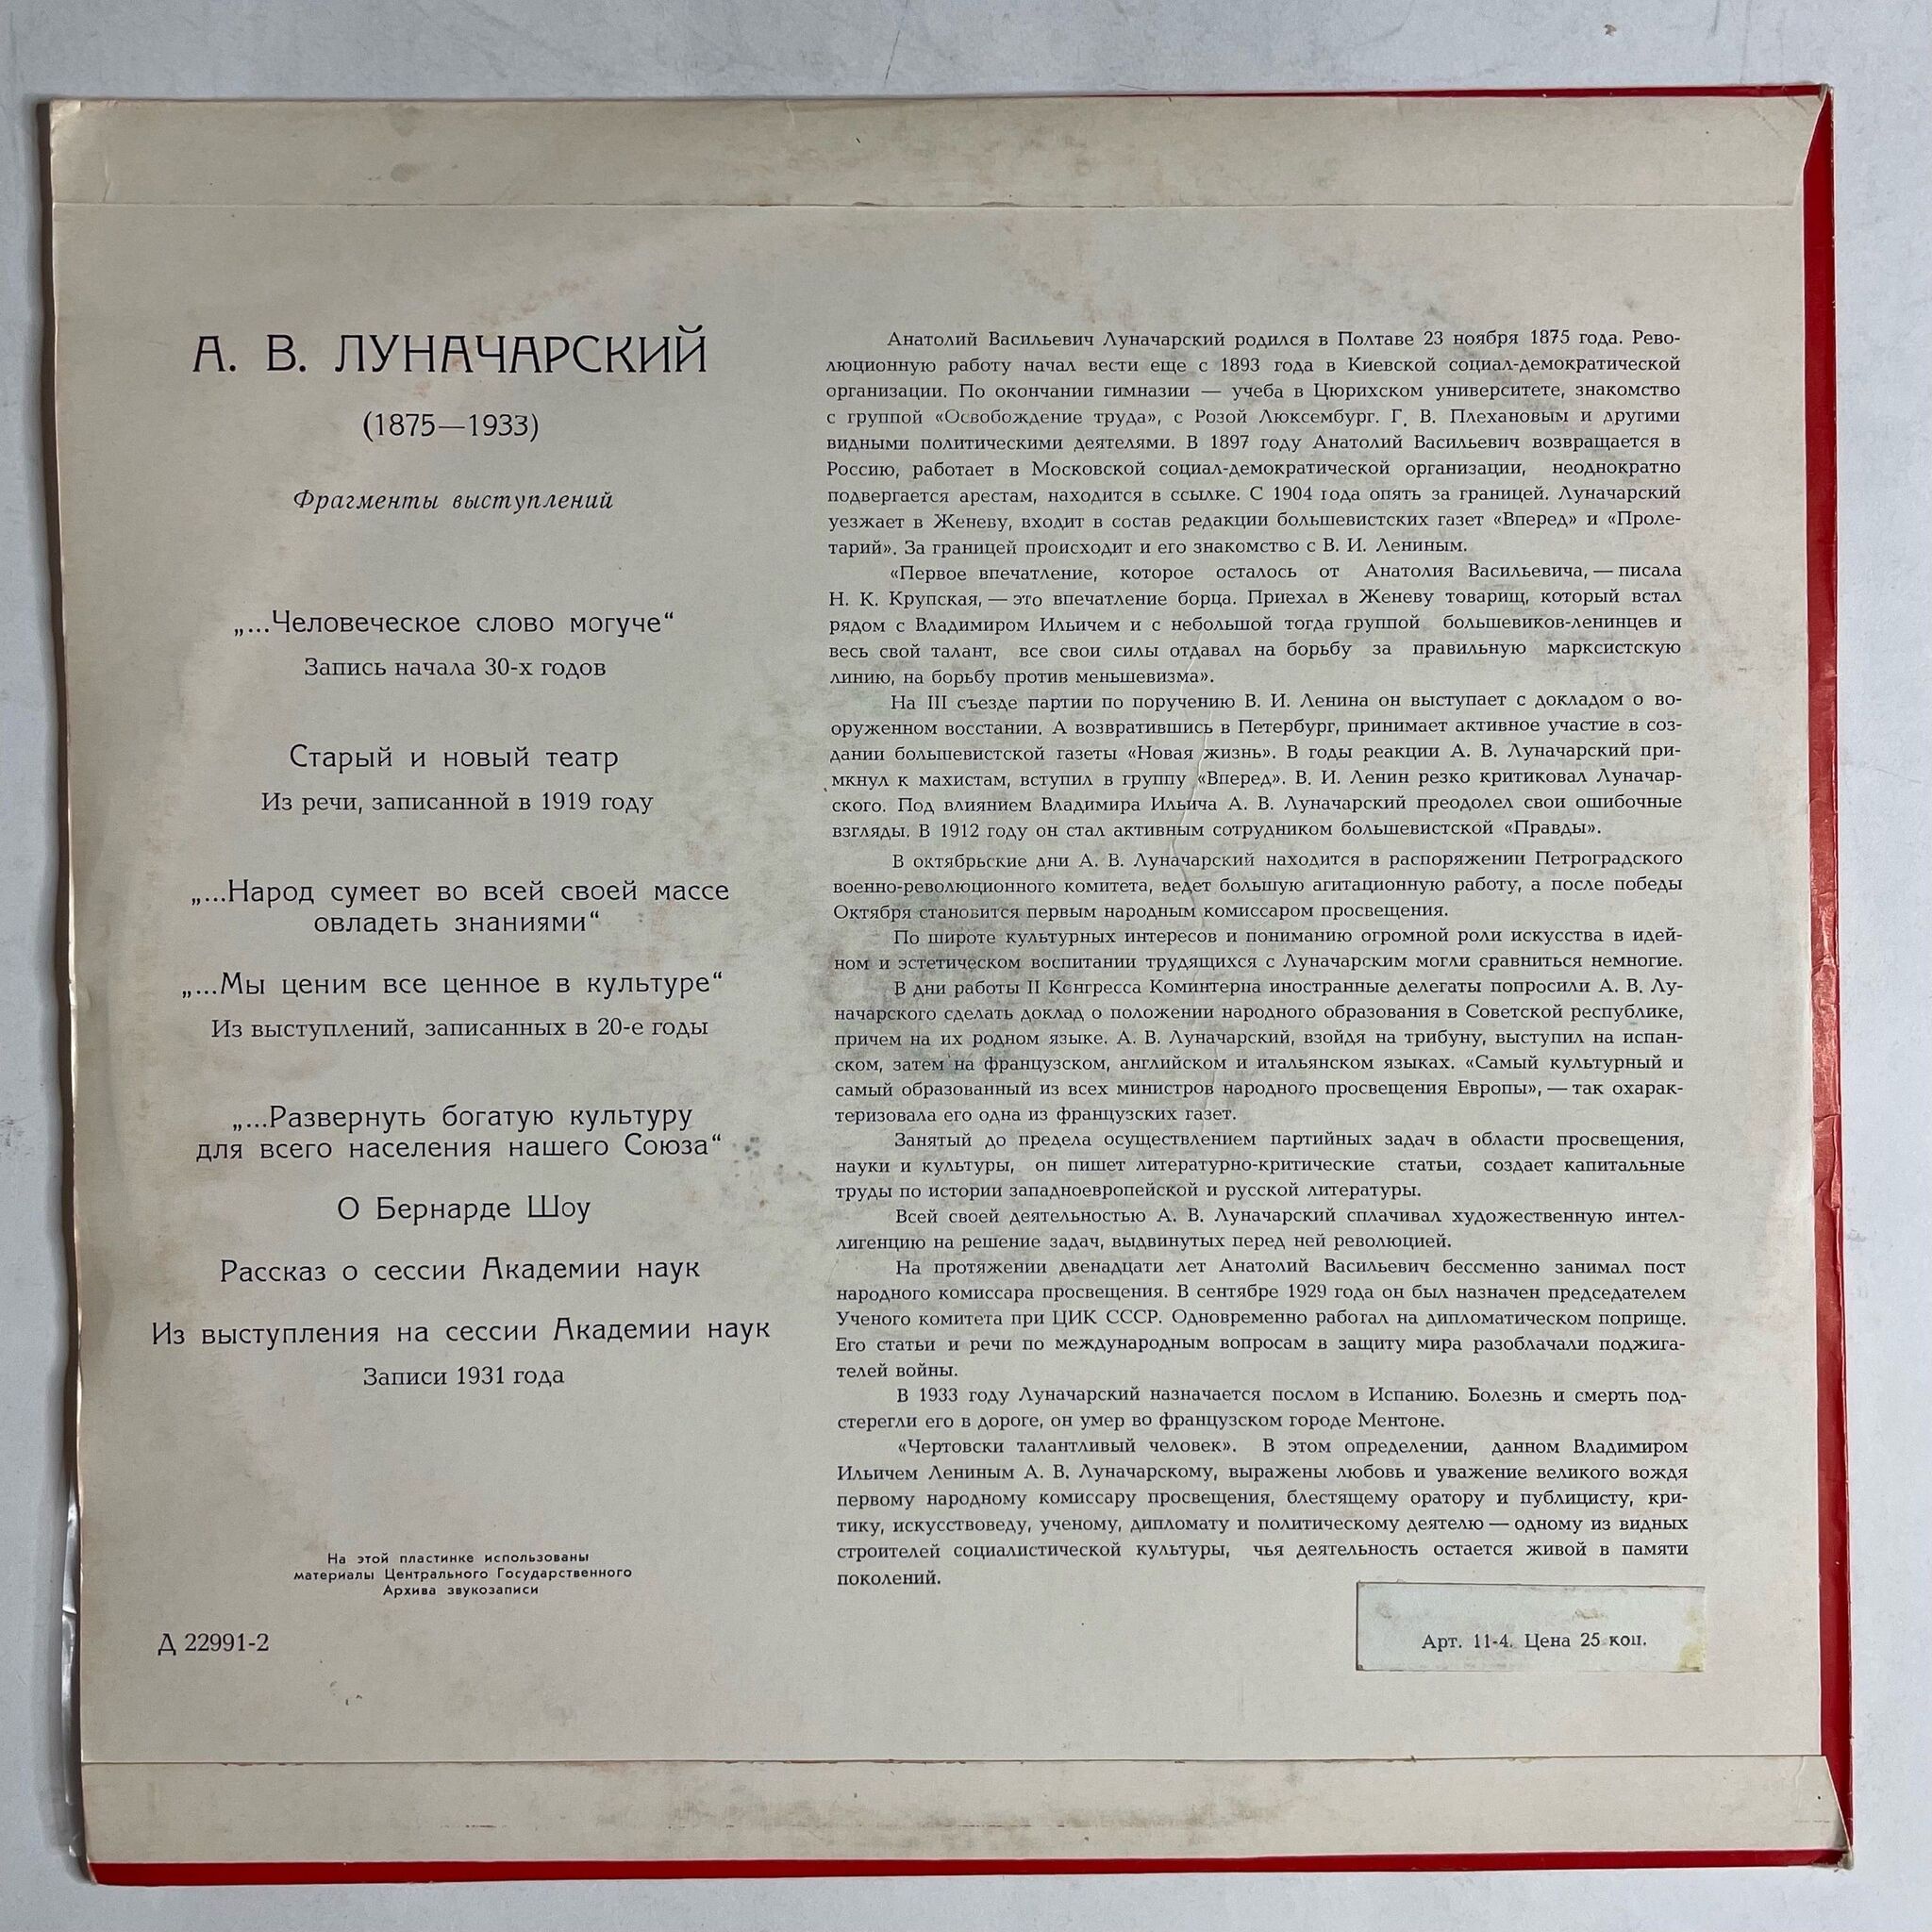 А. В. ЛУНАЧАРСКИЙ
(1875—1933)
Фрагменты выступлений
„...Человеческое слово могуче“
Запись начала 30-х годов
Старый и новый театр
Из речи, записанной в 1919 году
„...Народ сумеет во всей своей массе
овладеть знаниями“
„...Мы ценим все ценное в культуре“
Из выступлений, записанных в 20-е годы
„...Развернуть богатую культуру
для всего населения нашего Союза“
О Бернарде Шоу
Рассказ о сессии Академии наук
Из выступления на сессии Академии наук
Записи 1931 года
На этой пластинке использованы
материалы Центрального Государственного
Архива звукозаписи
Д 22991-2
Анатолий Васильевич Луначарский родился в Полтаве 23 ноября 1875 года. Рево-
люционную работу начал вести еще с 1893 года в Киевской социал-демократической
организации. По окончании гимназии — учеба в Цюрихском университете, знакомство
с группой «Освобождение труда», с Розой Люксембург. Г. В. Плехановым и другими
видными политическими деятелями. В 1897 году Анатолий Васильевич возвращается в
Россию, работает в Московской социал-демократической организации, неоднократно
подвергается арестам, находится в ссылке. С 1904 года опять за границей. Луначарский
уезжает в Женеву, входит в состав редакции большевистских газет «Вперед» и «Проле-
тарий». За границей происходит и его знакомство с В. И. Лениным.
«Первое впечатление, которое осталось от Анатолия Васильевича, — писала
Н. К. Крупская, — это впечатление борца. Приехал в Женеву товарищ, который встал
рядом с Владимиром Ильичем и с небольшой тогда группой большевиков-ленинцев и
весь свой талант, все свои силы отдавал на борьбу за правильную марксистскую
линию, на борьбу против меньшевизма».
На III съезде партии по поручению В. И. Ленина он выступает с докладом о во-
оруженном восстании. А возвратившись в Петербург, принимает активное участие в соз-
дании большевистской газеты «Новая жизнь». В годы реакции А. В. Луначарский при-
мкнул к махистам, вступил в группу «Вперед». В. И. Ленин резко критиковал Луначар-
ского. Под влиянием Владимира Ильича А. В. Луначарский преодолел свои ошибочные
взгляды. В 1912 году он стал активным сотрудником большевистской «Правды».
В октябрьские дни А. В. Луначарский находится в распоряжении Петроградского
военно-революционного комитета, ведет большую агитационную работу, а после победы
Октября становится первым народным комиссаром просвещения.
По широте культурных интересов и пониманию огромной роли искусства в идей-
ном и эстетическом воспитании трудящихся с Луначарским могли сравниться немногие.
В дни работы II Конгресса Коминтерна иностранные делегаты попросили А. В. Лу-
начарского сделать доклад о положении народного образования в Советской республике,
причем на их родном языке. А. В. Луначарский, взойдя на трибуну, выступил на испан-
ском, затем на французском, английском и итальянском языках. «Самый культурный и
самый образованный из всех министров народного просвещения Европы», — так охарак-
теризовала его одна из французских газет.
Занятый до предела осуществлением партийных задач в области просвещения,
науки и культуры, он пишет литературно-критические статьи, создает капитальные
труды по истории западноевропейской и русской литературы.
Всей своей деятельностью А. В. Луначарский сплачивал художественную интел-
лигенцию на решение задач, выдвинутых перед ней революцией.
На протяжении двенадцати лет Анатолий Васильевич бессменно занимал пост
народного комиссара просвещения. В сентябре 1929 года он был назначен председателем
Ученого комитета при ЦИК СССР. Одновременно работал на дипломатическом поприще.
Его статьи и речи по международным вопросам в защиту мира разоблачали поджига-
телей войны.
В 1933 году Луначарский назначается послом в Испанию. Болезнь и смерть под-
стерегли его в дороге, он умер во французском городе Ментоне.
«Чертовски талантливый человек». В этом определении, данном Владимиром
Ильичем Лениным А. В. Луначарскому, выражены любовь и уважение великого вождя
первому народному комиссару просвещения, блестящему оратору и публицисту, кри-
тику, искусствоведу, ученому, дипломату и политическому деятелю — одному из видных
строителей социалистической культуры, чья деятельность остается живой в памяти
поколений.
Арт. 11-4. Цена 25 коп.